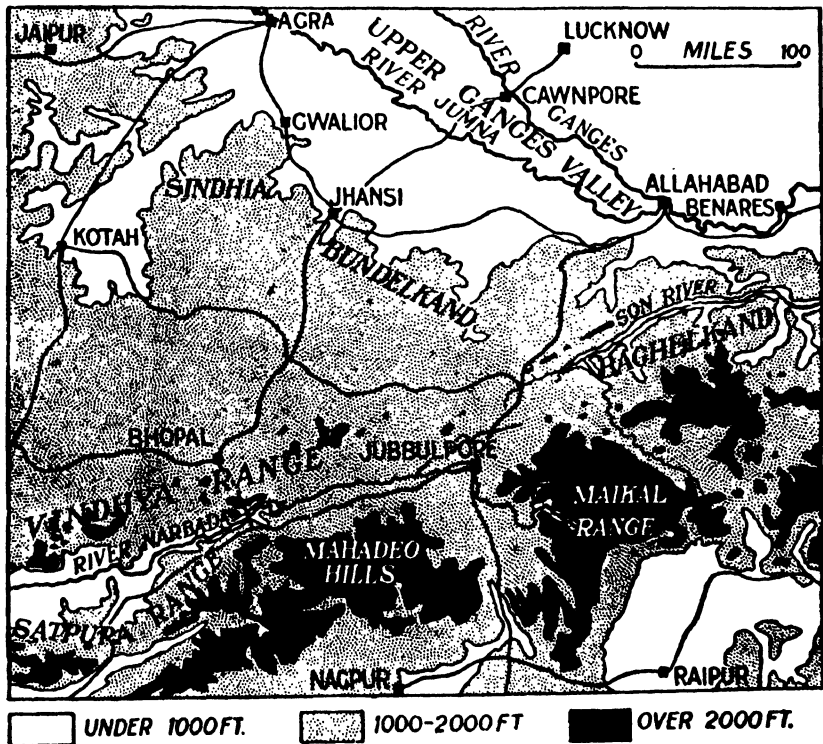 AGRA
JAIPUR
LUCKNOW
0 MILES 100
RIVER GANGES
UPPER GANGES VALLEY
RIVER JUMNA
CAWNPORE
GWALIOR
SINDHIA
JHANSI
ALLAHABAD
BENARES
KOTAH
BUNDELKAND
SON RIVER
BAGHELKAND
BHOPAL
JUBBULPORE
VINDHYA RANGE
MAIKAL
RANGE
RIVER NARBADA
MAHADEO
HILLS
SATPURA RANGE
NAGPUR
RAIPUR
UNDER 1000 FT.
1000-2000 FT
OVER 2000 FT.